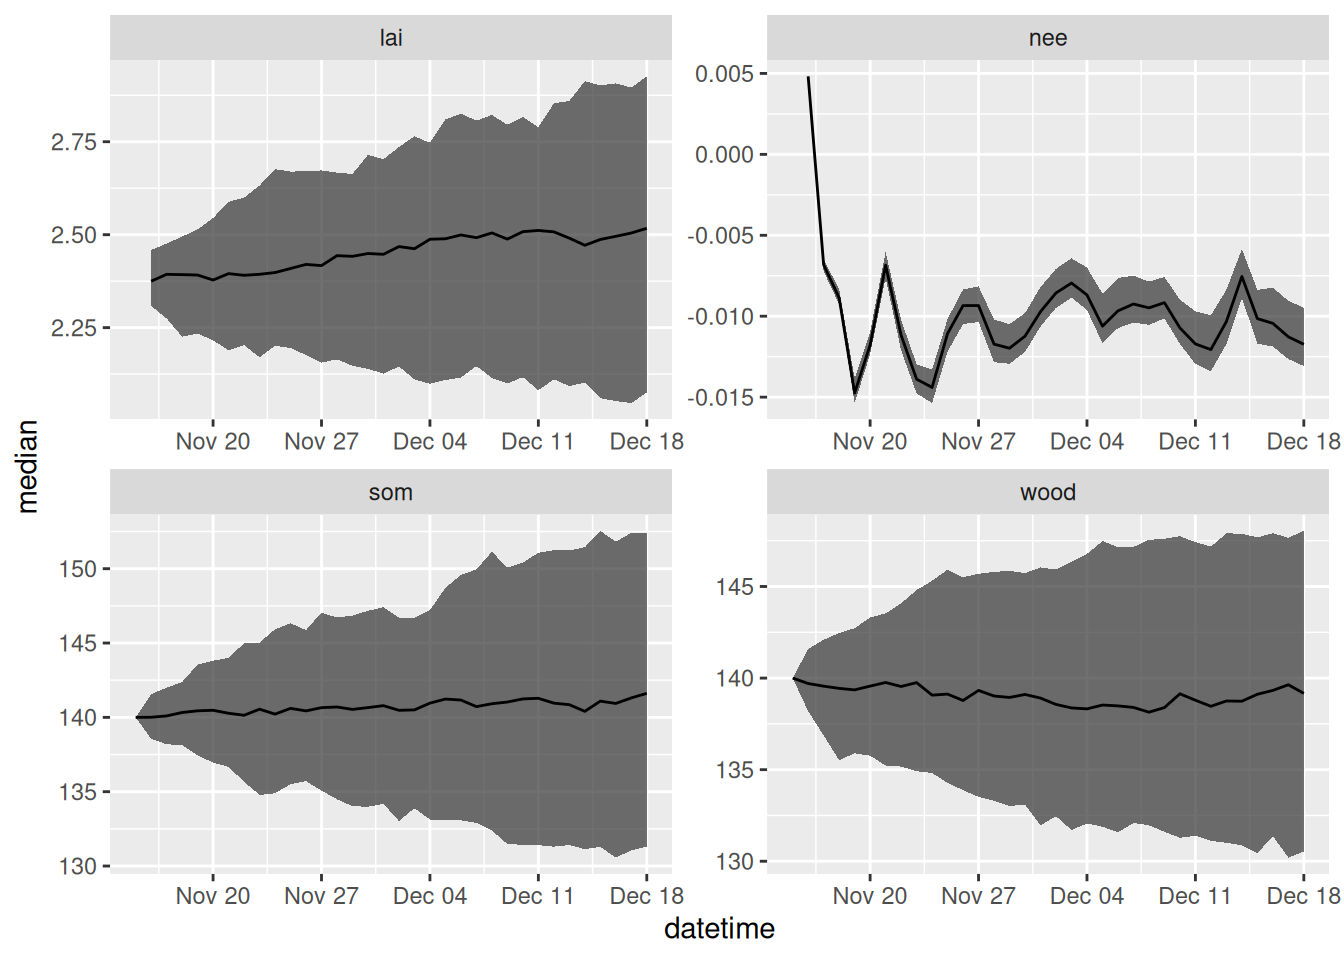 lai
nee
2.75
2.50
2.25
0.005
0.000
-0.005
-0.010
-0.015
Nov 20 Nov 27 Dec 04 Dec 11 Dec 18
Nov 20 Nov 27 Dec 04 Dec 11 Dec 18
median
som
wood
150
145
140
135
130
145
140
135
130
Nov 20 Nov 27 Dec 04 Dec 11 Dec 18
Nov 20 Nov 27 Dec 04 Dec 11 Dec 18
datetime